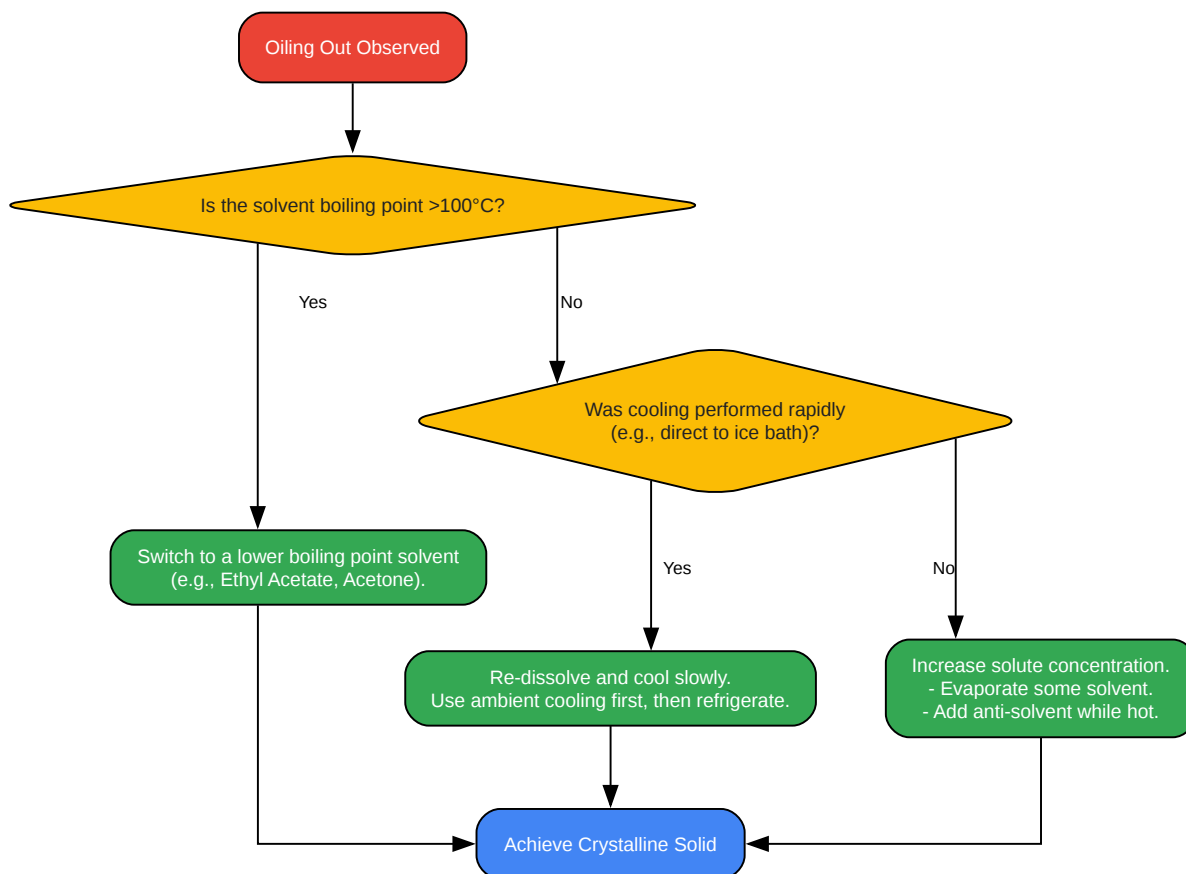 Oiling Out Observed
Is the solvent boiling point >100°C?
Yes
No
Was cooling performed rapidly
(e.g., direct to ice bath)?
Switch to a lower boiling point solvent
(e.g., Ethyl Acetate, Acetone).
Yes
No
Re-dissolve and cool slowly.
Use ambient cooling first, then refrigerate.
Increase solute concentration.
- Evaporate some solvent.
- Add anti-solvent while hot.
Achieve Crystalline Solid